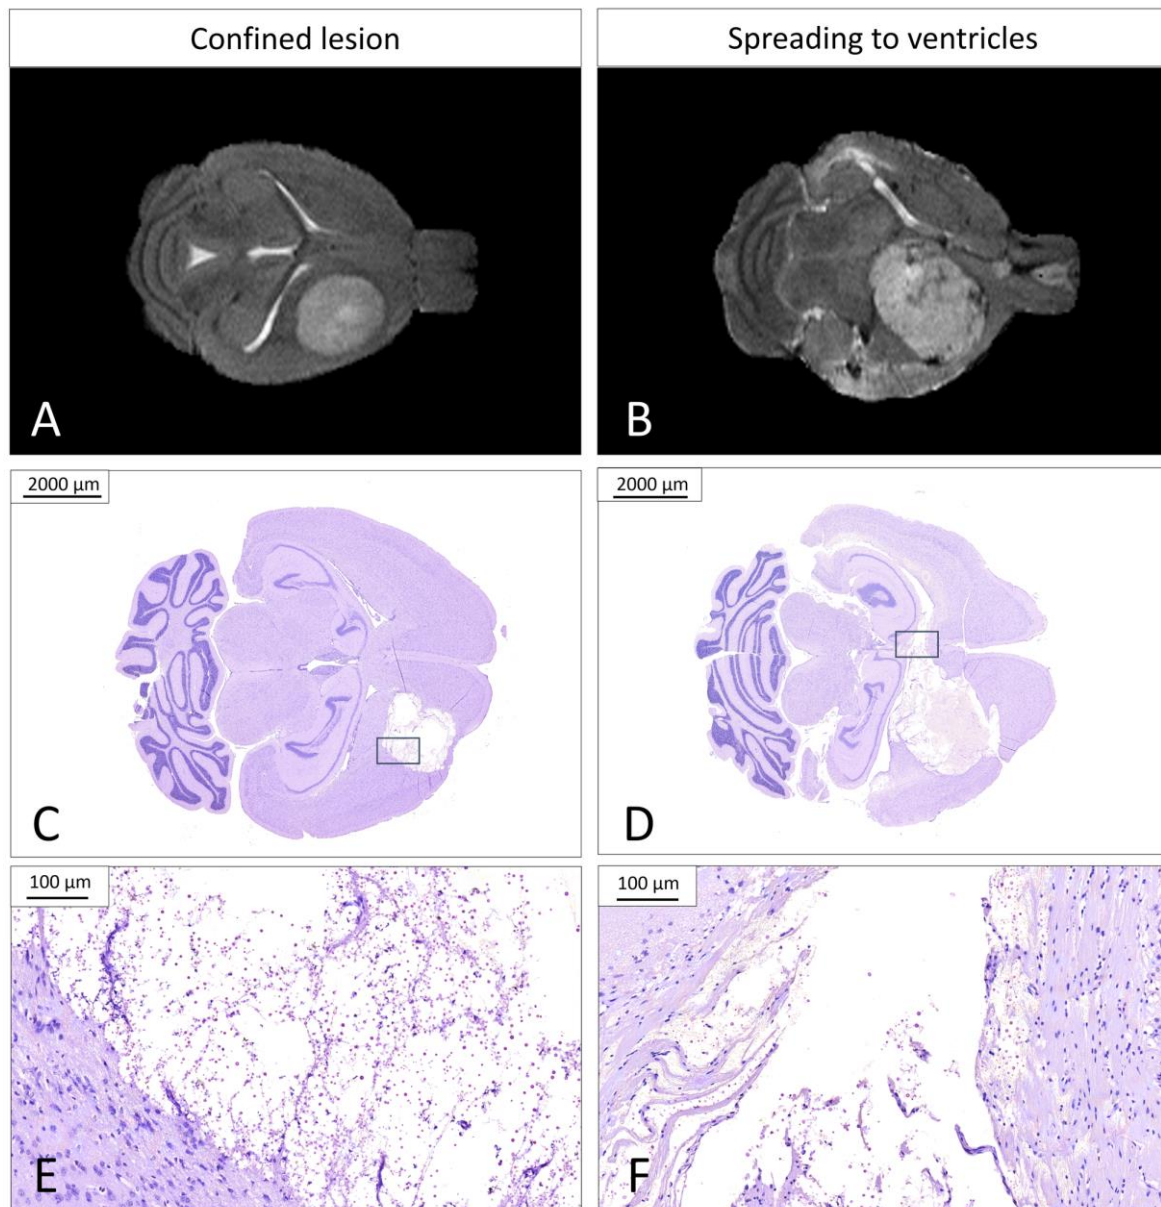 Confined lesion
Spreading to ventricles
A
B
2000 µm
2000 µm
C
D
100 µm
100 µm
E
F